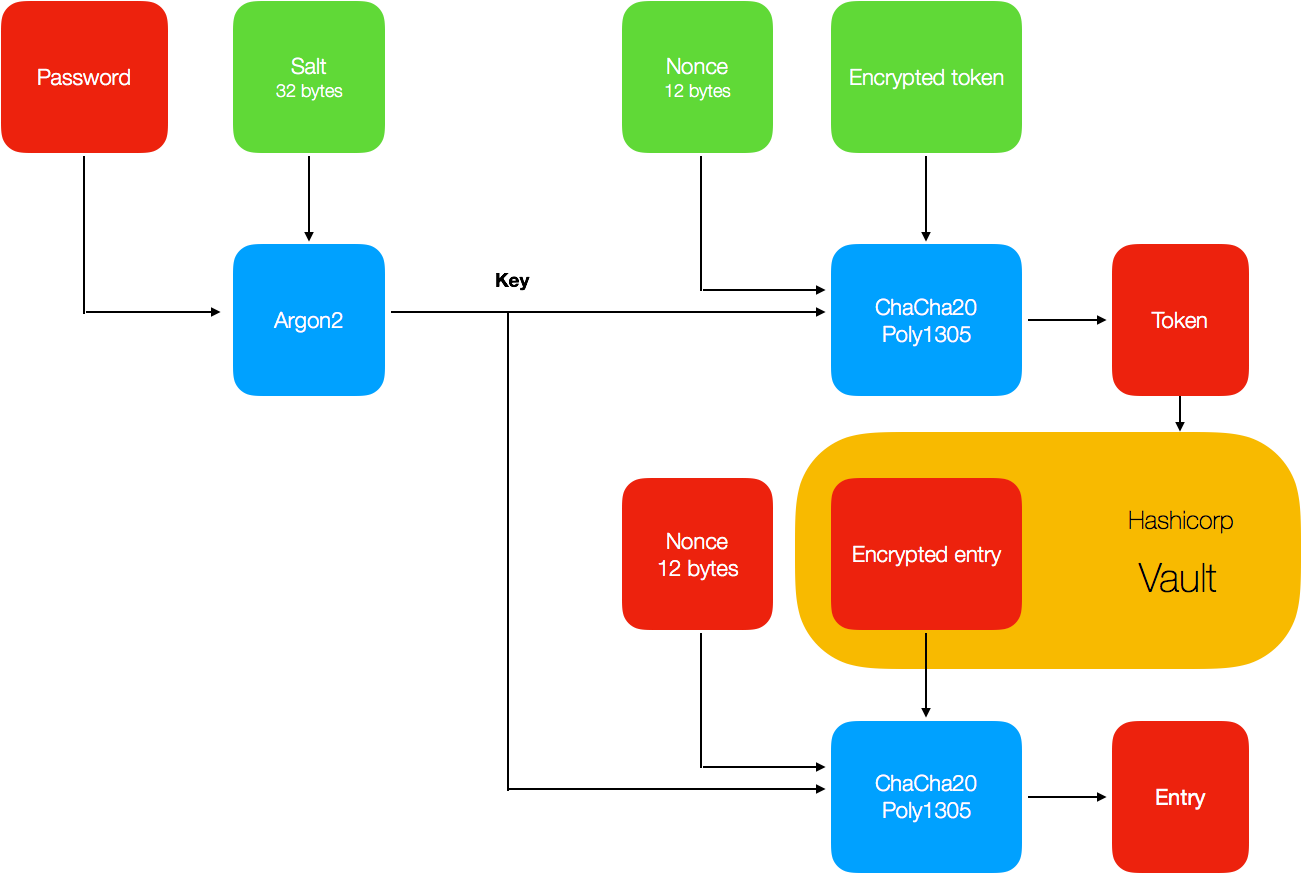 Password
Salt
32 bytes
Nonce
12 bytes
Encrypted token
Key
Argon2
ChaCha20
Poly1305
Token
Nonce
12 bytes
Encrypted entry
Hashicorp
Vault
ChaCha20
Poly1305
Entry